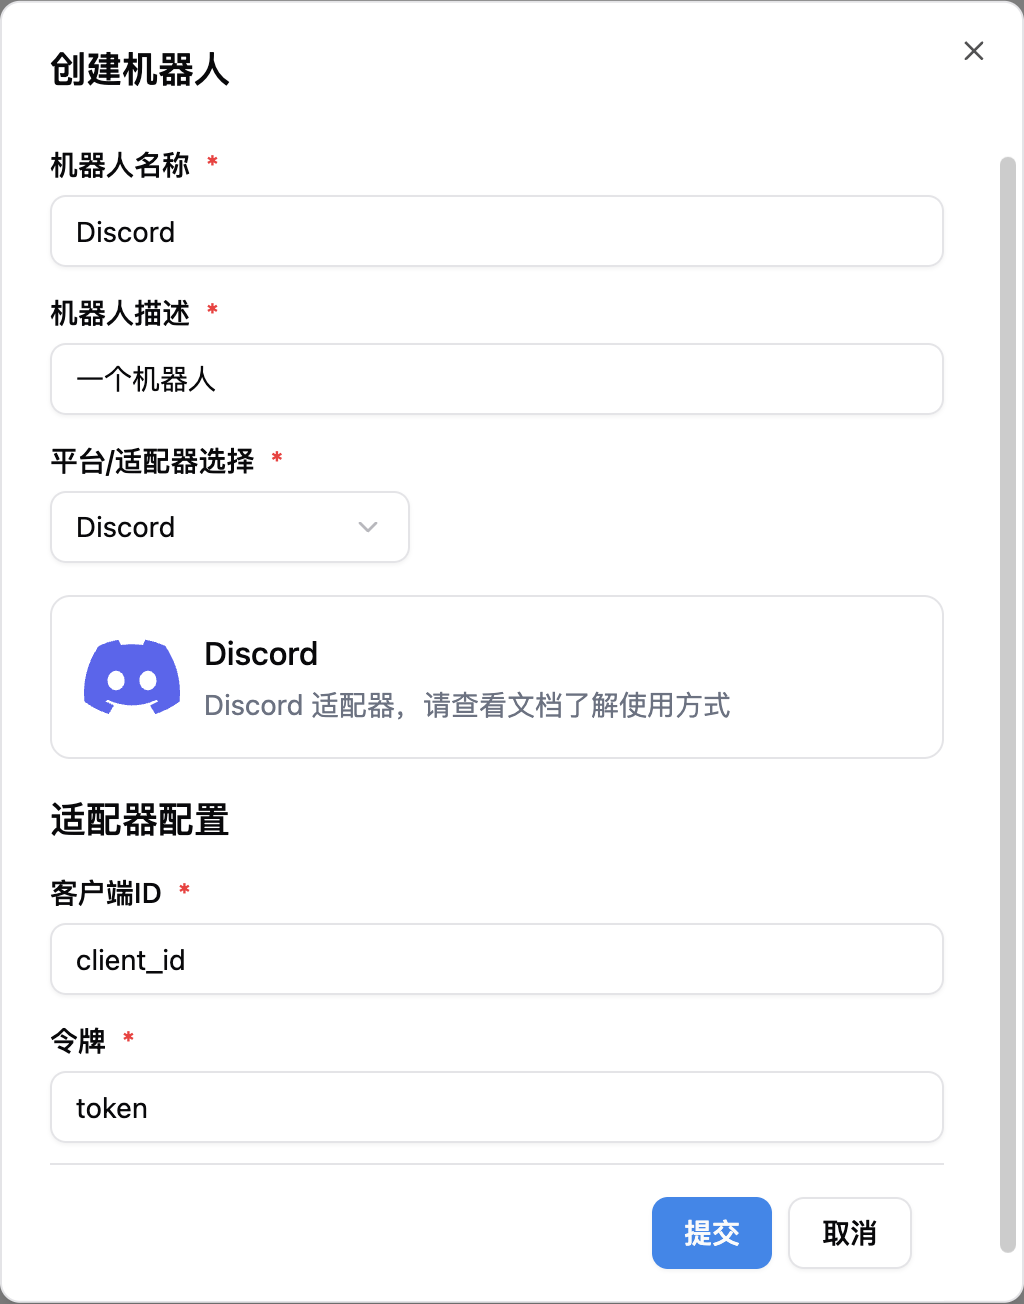 创建机器人
机器人名称 *
Discord
机器人描述 *
一个机器人
平台/适配器选择 *
Discord
Discord
Discord 适配器，请查看文档了解使用方式
适配器配置
客户端ID *
client_id
令牌 *
token
提交
取消